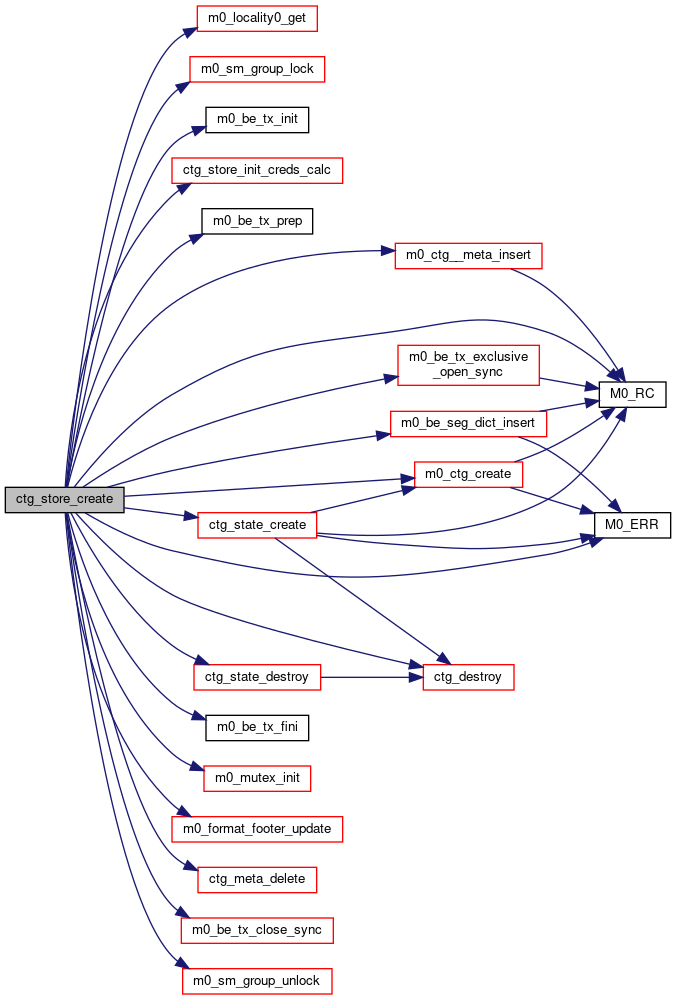 m0_locality0_get
m0_sm_group_lock
m0_be_tx_init
ctg_store_init_creds_calc
m0_be_tx_prep
m0_ctg__meta_insert
m0_be_tx_exclusive
_open_sync
M0_RC
m0_be_seg_dict_insert
m0_ctg_create
ctg_store_create
ctg_state_create
M0_ERR
ctg_state_destroy
ctg_destroy
m0_be_tx_fini
m0_mutex_init
m0_format_footer_update
ctg_meta_delete
m0_be_tx_close_sync
m0_sm_group_unlock